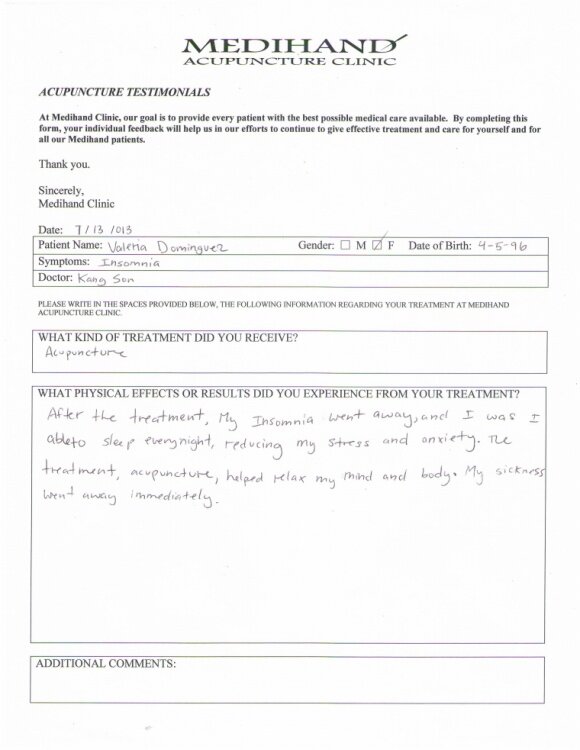 MEDIHAND
ACUPUNCTURE CLINIC
ACUPUNCTURE TESTIMONIALS
At Medihand Clinic, our goal is to provide every patient with the best possible medical care available. By completing this
form, your individual feedback will help us in our efforts to continue to give effective treatment and care for yourself and for
all our Medihand patients.
Thank you.
Sincerely,
Medihand Clinic
Date: 7/13/013
Patient Name: Valeria Dominguez Gender: ☐ M ☑ F Date of Birth: 4-5-96
Symptoms: Insomnia
Doctor: Kang Son
PLEASE WRITE IN THE SPACES PROVIDED BELOW, THE FOLLOWING INFORMATION REGARDING YOUR TREATMENT AT MEDIHAND
ACUPUNCTURE CLINIC.
WHAT KIND OF TREATMENT DID YOU RECEIVE?
Acupuncture
WHAT PHYSICAL EFFECTS OR RESULTS DID YOU EXPERIENCE FROM YOUR TREATMENT?
After the treatment, My Insomnia went away, and I was I
able to sleep everynight, reducing my stress and anxiety. The
treatment, acupuncture, helped relax my mind and body. My sickness
went away immediately.
ADDITIONAL COMMENTS: